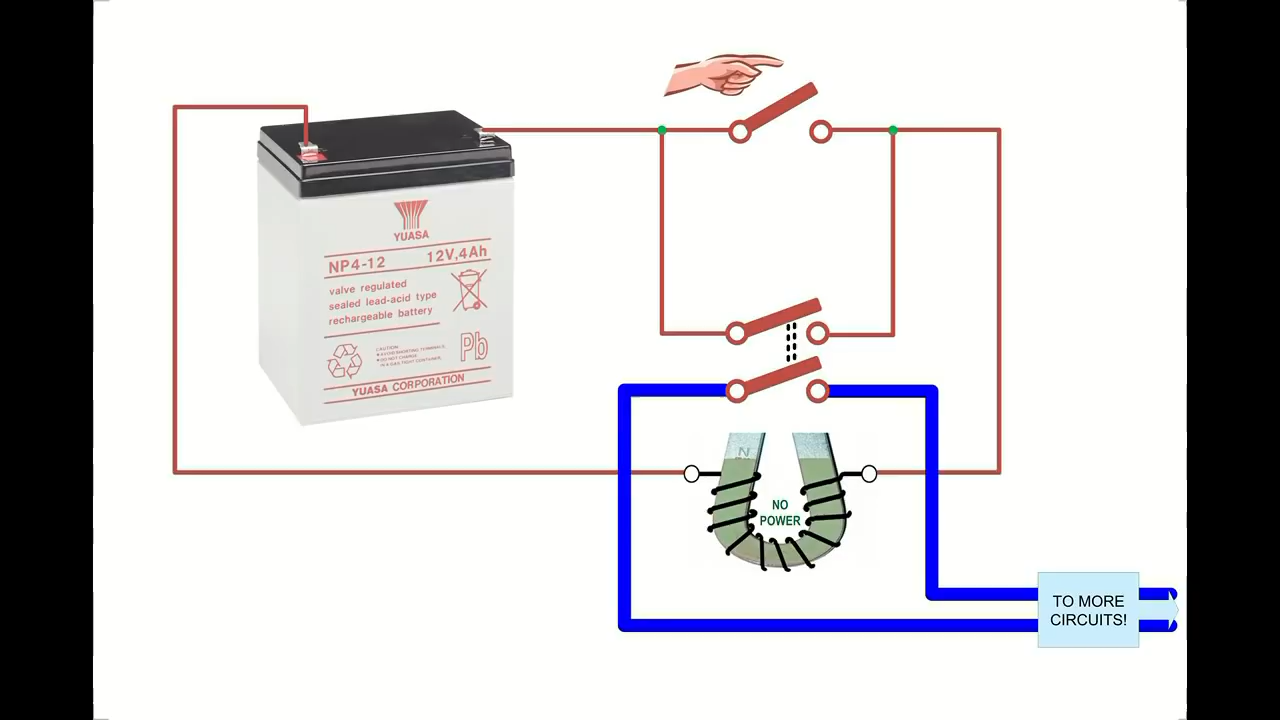 YUASA
NP4-12 12V,4Ah
valve regulated
sealed lead-acid type
rechargeable battery
Pb
CAUTION:
YUASA CORPORATION
N
NO
POWER
TO MORE
CIRCUITS!